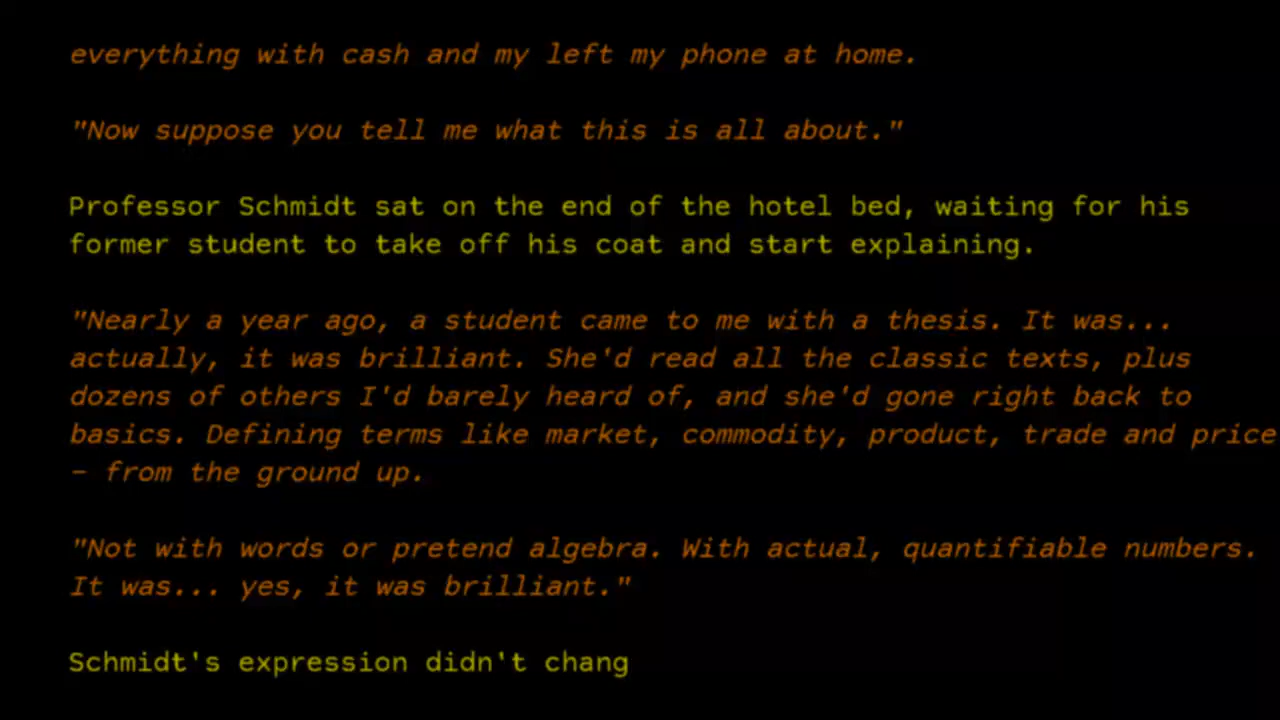 everything with cash and my left my phone at home.
"Now suppose you tell me what this is all about."
Professor Schmidt sat on the end of the hotel bed, waiting for his
former student to take off his coat and start explaining.
"Nearly a year ago, a student came to me with a thesis. It was...
actually, it was brilliant. She'd read all the classic texts, plus
dozens of others I'd barely heard of, and she'd gone right back to
basics. Defining terms like market, commodity, product, trade and price
– from the ground up.
"Not with words or pretend algebra. With actual, quantifiable numbers.
It was... yes, it was brilliant."
Schmidt's expression didn't chang